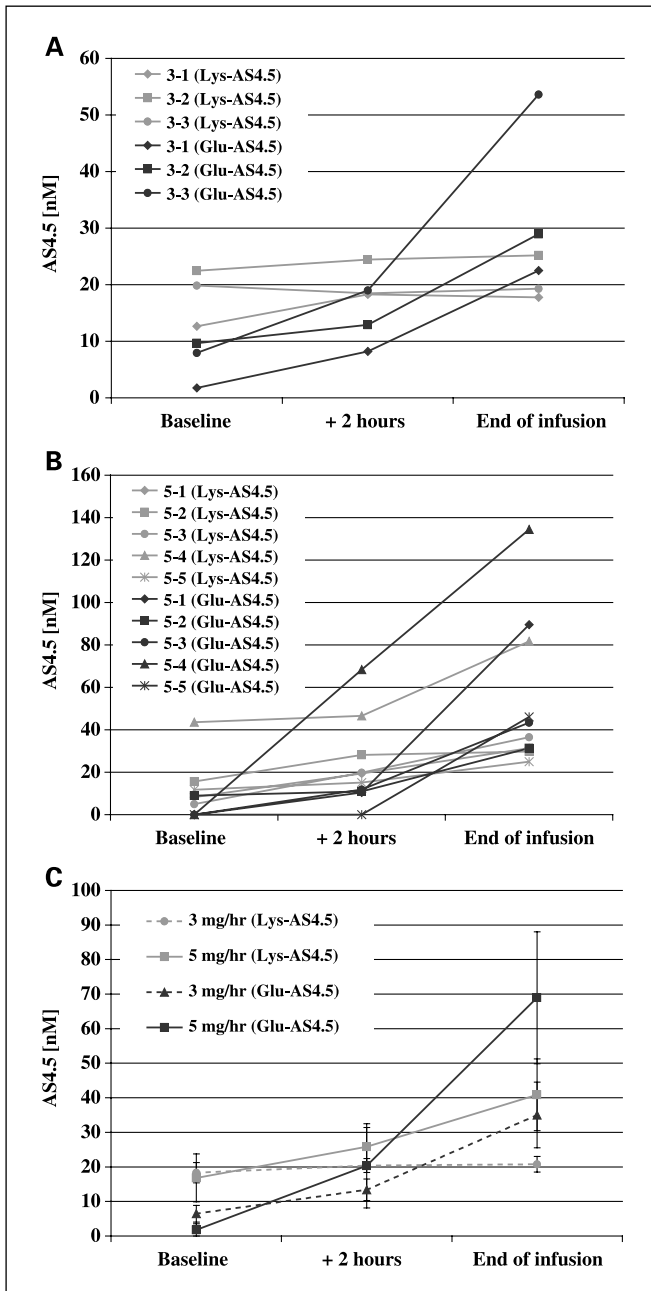 A
60
50
40
30
20
10
0
AS4.5 [nM]
3-1 (Lys-AS4.5)
3-2 (Lys-AS4.5)
3-3 (Lys-AS4.5)
3-1 (Glu-AS4.5)
3-2 (Glu-AS4.5)
3-3 (Glu-AS4.5)
Baseline + 2 hours End of infusion
B
160
140
120
100
80
60
40
20
0
AS4.5 [nM]
5-1 (Lys-AS4.5)
5-2 (Lys-AS4.5)
5-3 (Lys-AS4.5)
5-4 (Lys-AS4.5)
5-5 (Lys-AS4.5)
5-1 (Glu-AS4.5)
5-2 (Glu-AS4.5)
5-3 (Glu-AS4.5)
5-4 (Glu-AS4.5)
5-5 (Glu-AS4.5)
Baseline + 2 hours End of infusion
C
100
90
80
70
60
50
40
30
20
10
0
AS4.5 [nM]
3 mg/hr (Lys-AS4.5)
5 mg/hr (Lys-AS4.5)
3 mg/hr (Glu-AS4.5)
5 mg/hr (Glu-AS4.5)
Baseline + 2 hours End of infusion